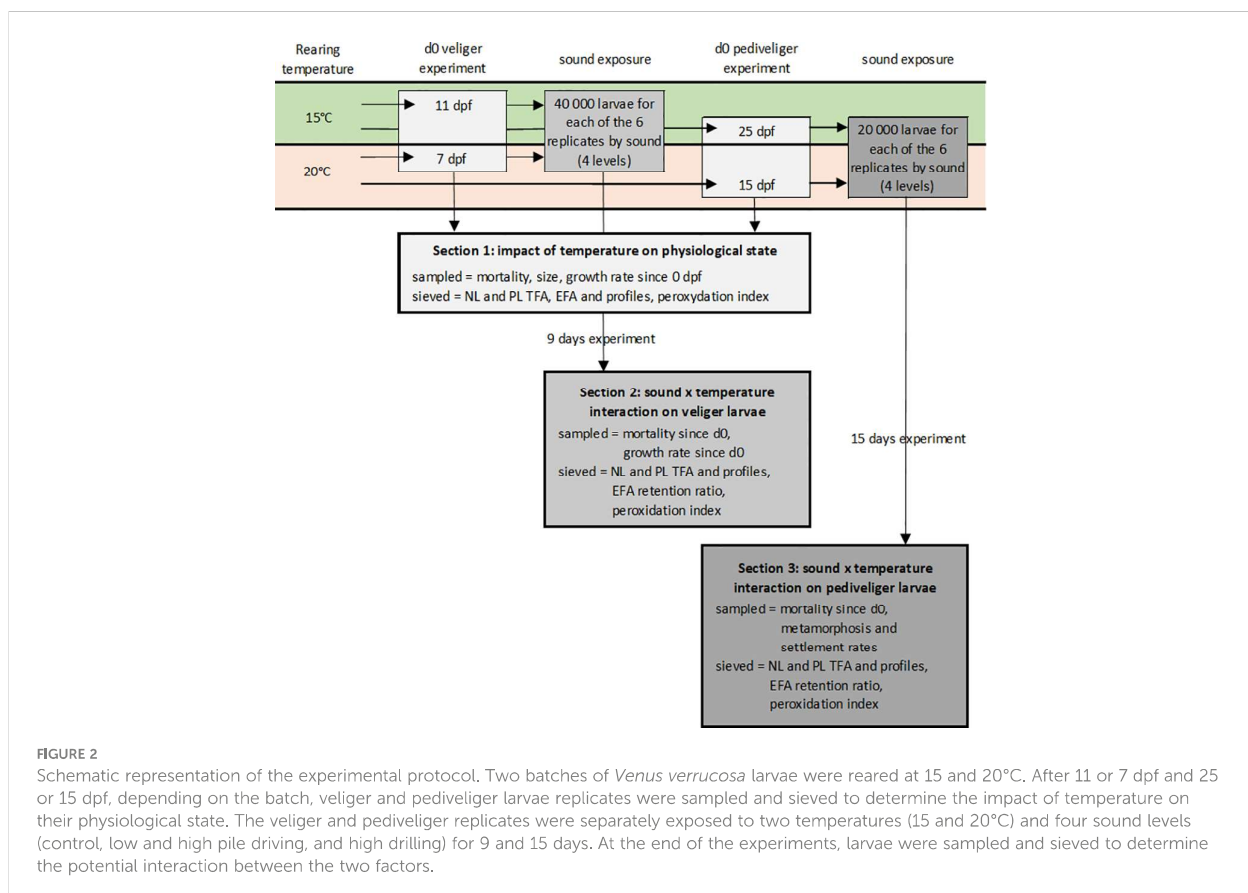 Rearing
temperature
d0 veliger
experiment
sound exposure
d0 pediveliger
experiment
sound exposure
15°C
11 dpf
40 000 larvae for
each of the 6
replicates by sound
(4 levels)
25 dpf
20 000 larvae for
each of the 6
replicates by sound
(4 levels)
20°C
7 dpf
15 dpf
Section 1: impact of temperature on physiological state
sampled = mortality, size, growth rate since 0 dpf
sieved = NL and PL TFA, EFA and profiles, peroxydation index
9 days experiment
Section 2: sound x temperature
interaction on veliger larvae
sampled = mortality since d0,
growth rate since d0
sieved = NL and PL TFA and profiles,
EFA retention ratio,
peroxidation index
15 days experiment
Section 3: sound x temperature
interaction on pediveliger larvae
sampled = mortality since d0,
metamorphosis and
settlement rates
sieved = NL and PL TFA and profiles,
EFA retention ratio,
peroxidation index
FIGURE 2
Schematic representation of the experimental protocol. Two batches of Venus verrucosa larvae were reared at 15 and 20°C. After 11 or 7 dpf and 25
or 15 dpf, depending on the batch, veliger and pediveliger larvae replicates were sampled and sieved to determine the impact of temperature on
their physiological state. The veliger and pediveliger replicates were separately exposed to two temperatures (15 and 20°C) and four sound levels
(control, low and high pile driving, and high drilling) for 9 and 15 days. At the end of the experiments, larvae were sampled and sieved to determine
the potential interaction between the two factors.